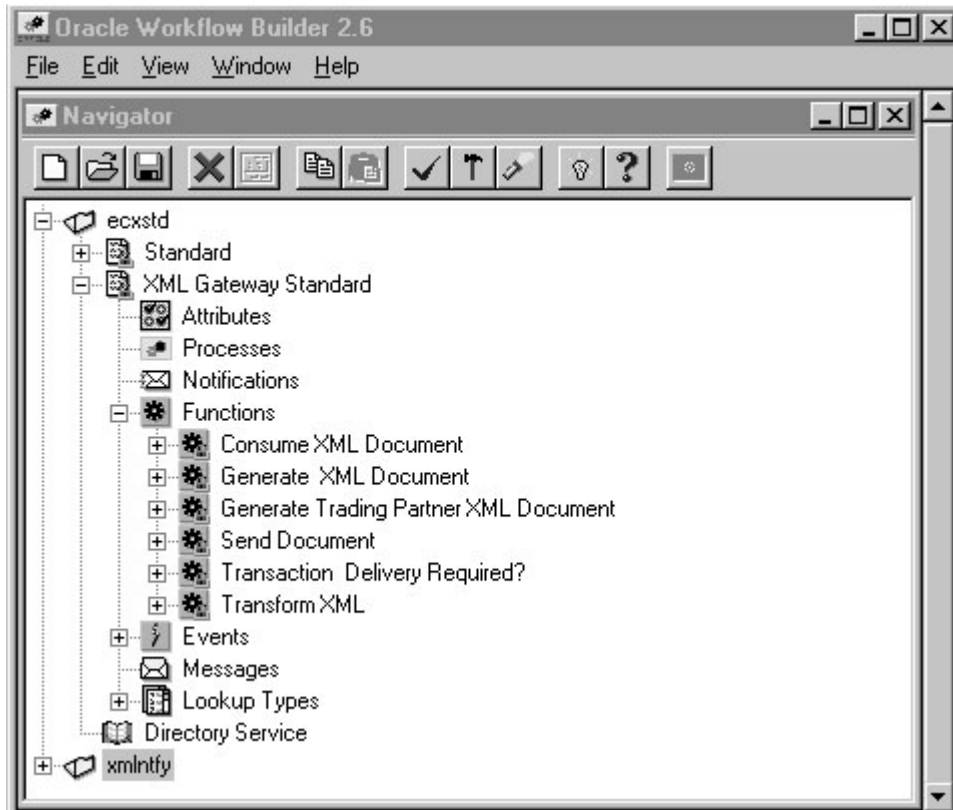 Oracle Workflow Builder 2.6
File Edit View Window Help
Navigator
ecxstd
Standard
XML Gateway Standard
Attributes
Processes
Notifications
Functions
Consume XML Document
Generate XML Document
Generate Trading Partner XML Document
Send Document
Transaction Delivery Required?
Transform XML
Events
Messages
Lookup Types
Directory Service
xmlntfy